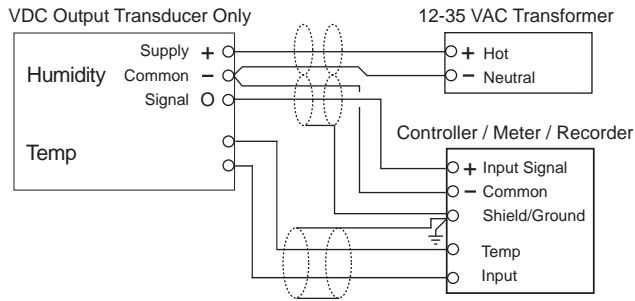 VDC Output Transducer Only
12-35 VAC Transformer
Supply +
Humidity Common −
Signal O
Temp
+ Hot
− Neutral
Controller / Meter / Recorder
+ Input Signal
− Common
Shield/Ground
Temp
Input